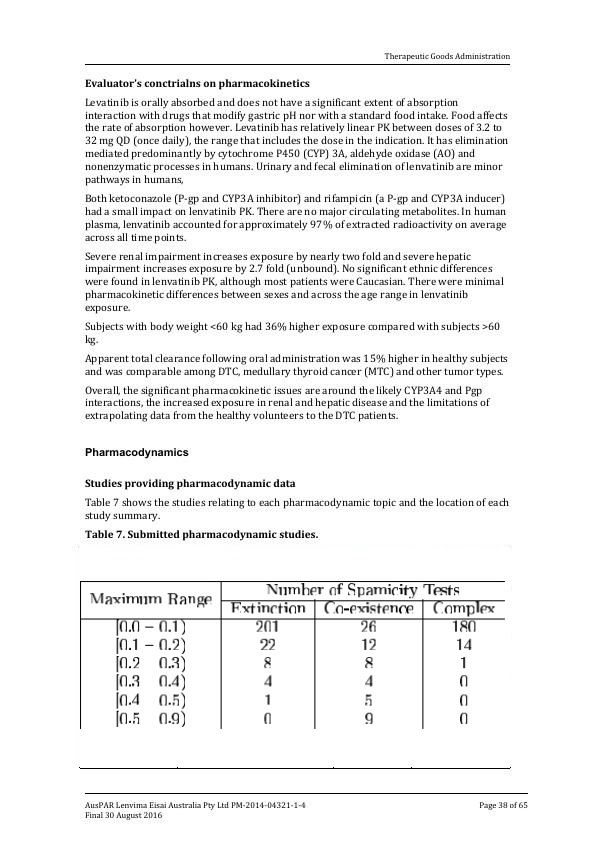 Therapeutic Goods Administration
Evaluator's conctrialns on pharmacokinetics
Levatinib is orally absorbed and does not have a significant extent of absorption
interaction with drugs that modify gastric pH nor with a standard food intake. Food affects
the rate of absorption however. Levatinib has relatively linear PK between doses of 3.2 to
32 mg QD (once daily), the range that includes the dose in the indication. It has elimination
mediated predominantly by cytochrome P450 (CYP) 3A, aldehyde oxidase (AO) and
nonenzymatic processes in humans. Urinary and fecal elimination of lenvatinib are minor
pathways in humans,
Both ketoconazole (P-gp and CYP3A inhibitor) and rifampicin (a P-gp and CYP3A inducer)
had a small impact on lenvatinib PK. There are no major circulating metabolites. In human
plasma, lenvatinib accounted for approximately 97% of extracted radioactivity on average
across all time points.
Severe renal impairment increases exposure by nearly two fold and severe hepatic
impairment increases exposure by 2.7 fold (unbound). No significant ethnic differences
were found in lenvatinib PK, although most patients were Caucasian. There were minimal
pharmacokinetic differences between sexes and across the age range in lenvatinib
exposure.
Subjects with body weight <60 kg had 36% higher exposure compared with subjects >60
kg.
Apparent total clearance following oral administration was 15% higher in healthy subjects
and was comparable among DTC, medullary thyroid cancer (MTC) and other tumor types.
Overall, the significant pharmacokinetic issues are around the likely CYP3A4 and Pgp
interactions, the increased exposure in renal and hepatic disease and the limitations of
extrapolating data from the healthy volunteers to the DTC patients.
Pharmacodynamics
Studies providing pharmacodynamic data
Table 7 shows the studies relating to each pharmacodynamic topic and the location of each
study summary.
Table 7. Submitted pharmacodynamic studies.
Maximum Range Number of Spamicity Tests
Extinction Co-existence Complex
[0.0 – 0.1) 201 26 180
[0.1 – 0.2) 22 12 14
[0.2 0.3) 8 8 1
[0.3 0.4) 4 4 0
[0.4 0.5) 1 5 0
[0.5 0.9) 0 9 0
AusPAR Lenvima Eisai Australia Pty Ltd PM-2014-04321-1-4 Page 38 of 65
Final 30 August 2016